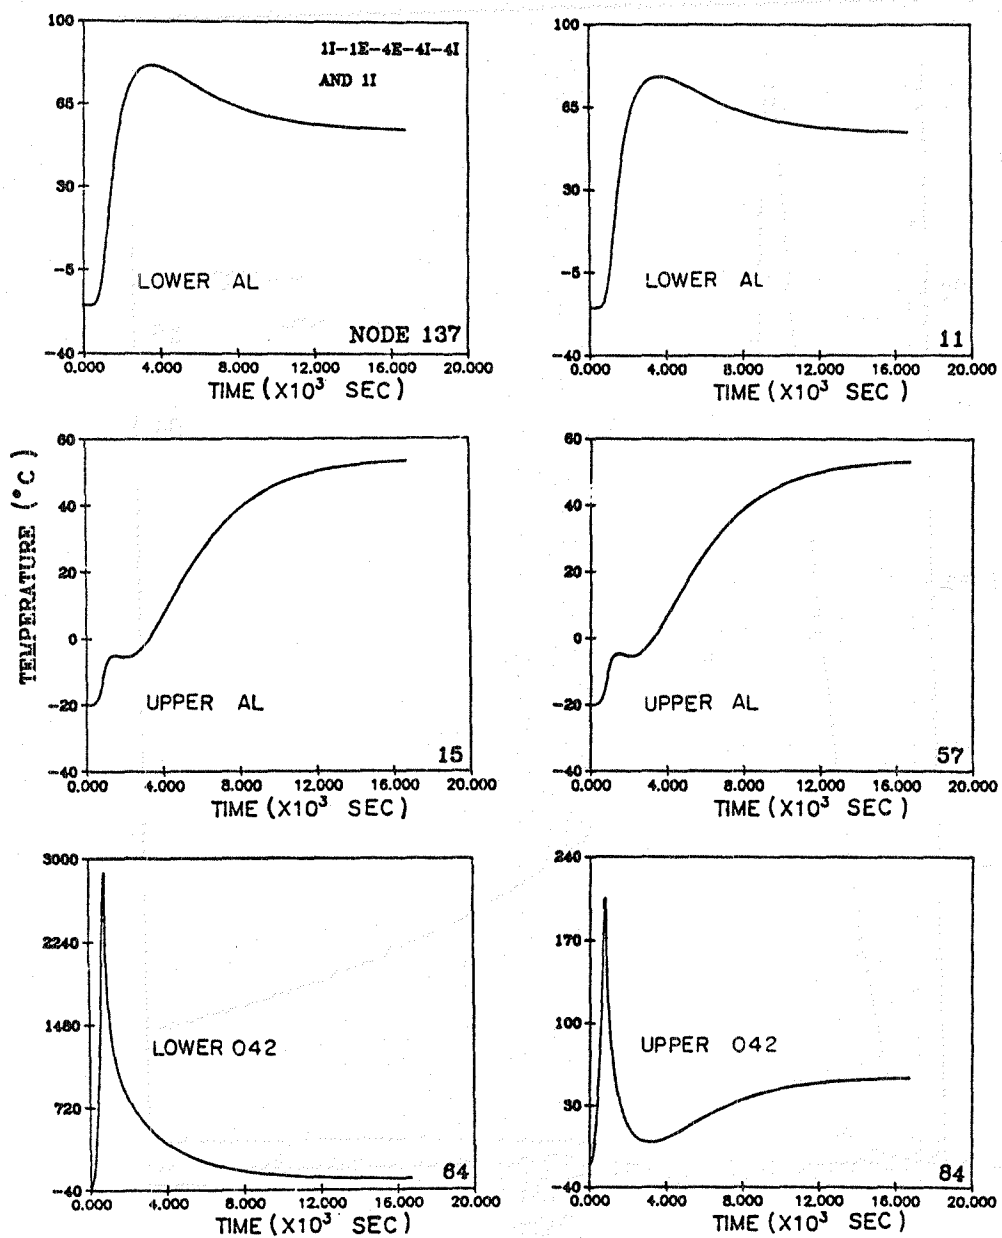 TEMPERATURE (°C)
100
65
30
-5
-40
1I-1E-4E-4I-4I
AND 1I
LOWER AL
NODE 137
0.000 4.000 8.000 12.000 16.000 20.000
TIME (X10³ SEC)
100
65
30
-5
-40
LOWER AL
11
0.000 4.000 8.000 12.000 16.000 20.000
TIME (X10³ SEC)
60
40
20
0
-20
-40
UPPER AL
15
0.000 4.000 8.000 12.000 16.000 20.000
TIME (X10³ SEC)
60
40
20
0
-20
-40
UPPER AL
57
0.000 4.000 8.000 12.000 16.000 20.000
TIME (X10³ SEC)
3000
2240
1480
720
-40
LOWER 042
64
0.000 4.000 8.000 12.000 16.000 20.000
TIME (X10³ SEC)
240
170
100
30
-40
UPPER 042
84
0.000 4.000 8.000 12.000 16.000 20.000
TIME (X10³ SEC)